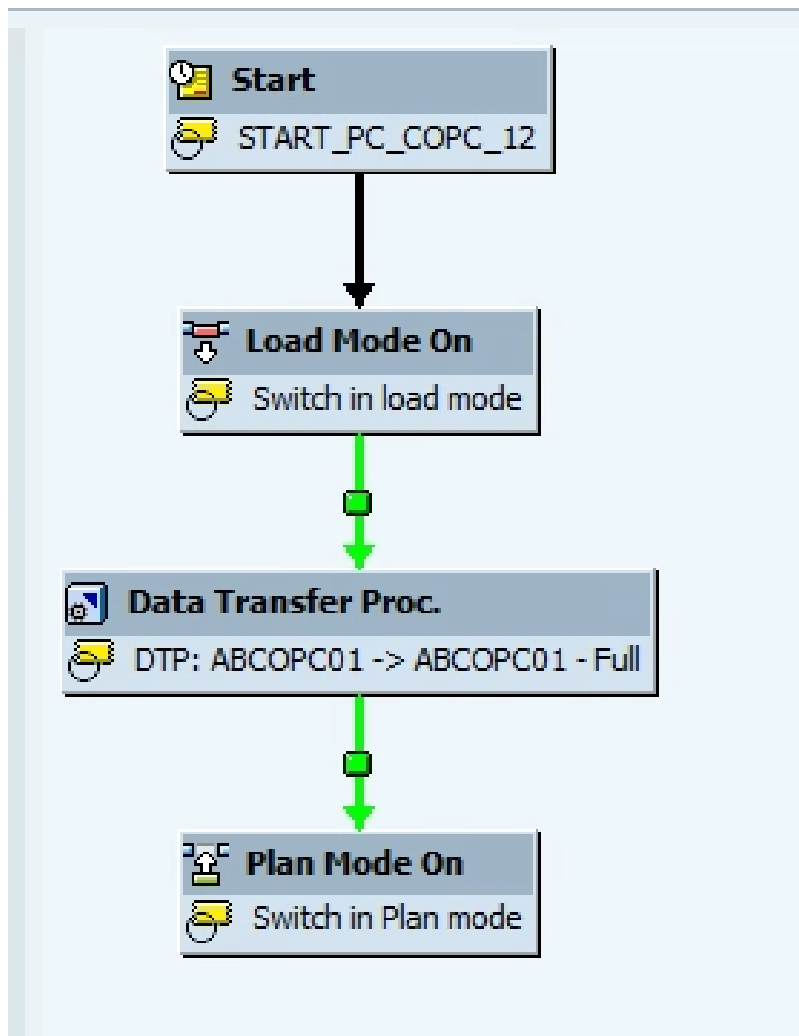 Start
START_PC_COPC_12
Load Mode On
Switch in load mode
Data Transfer Proc.
DTP: ABCOPC01 -> ABCOPC01 - Full
Plan Mode On
Switch in Plan mode